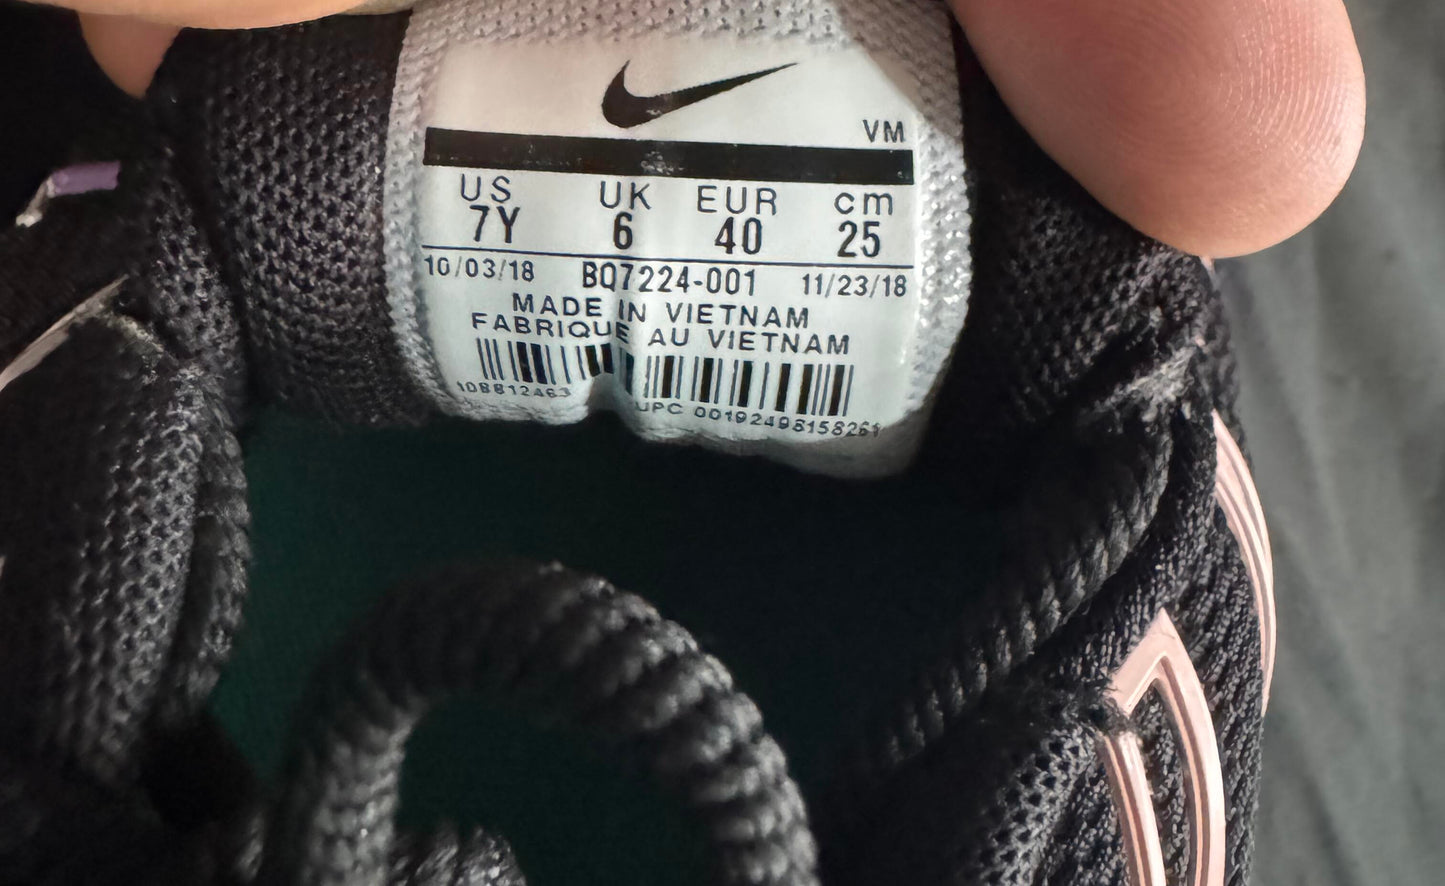 VM
US UK EUR cm
7Y 6 40 25
10/03/18 BQ7224-001 11/23/18
MADE IN VIETNAM
FABRIQUE AU VIETNAM
UPC 00192498158261